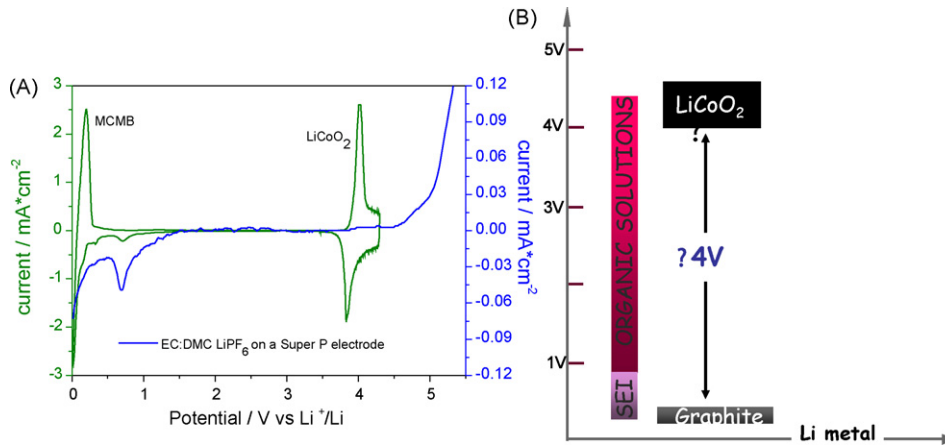 (A)
3
2
1
0
-1
-2
-3
current / mA*cm-2
MCMB
LiCoO2
0.12
0.09
0.06
0.03
0.00
-0.03
-0.06
-0.09
-0.12
current / mA*cm-2
EC:DMC LiPF6 on a Super P electrode
0 1 2 3 4 5
Potential / V vs Li+/Li
(B)
5V
4V
3V
1V
ORGANIC SOLUTIONS
SEI
LiCoO2
?
? 4V
Graphite
Li metal